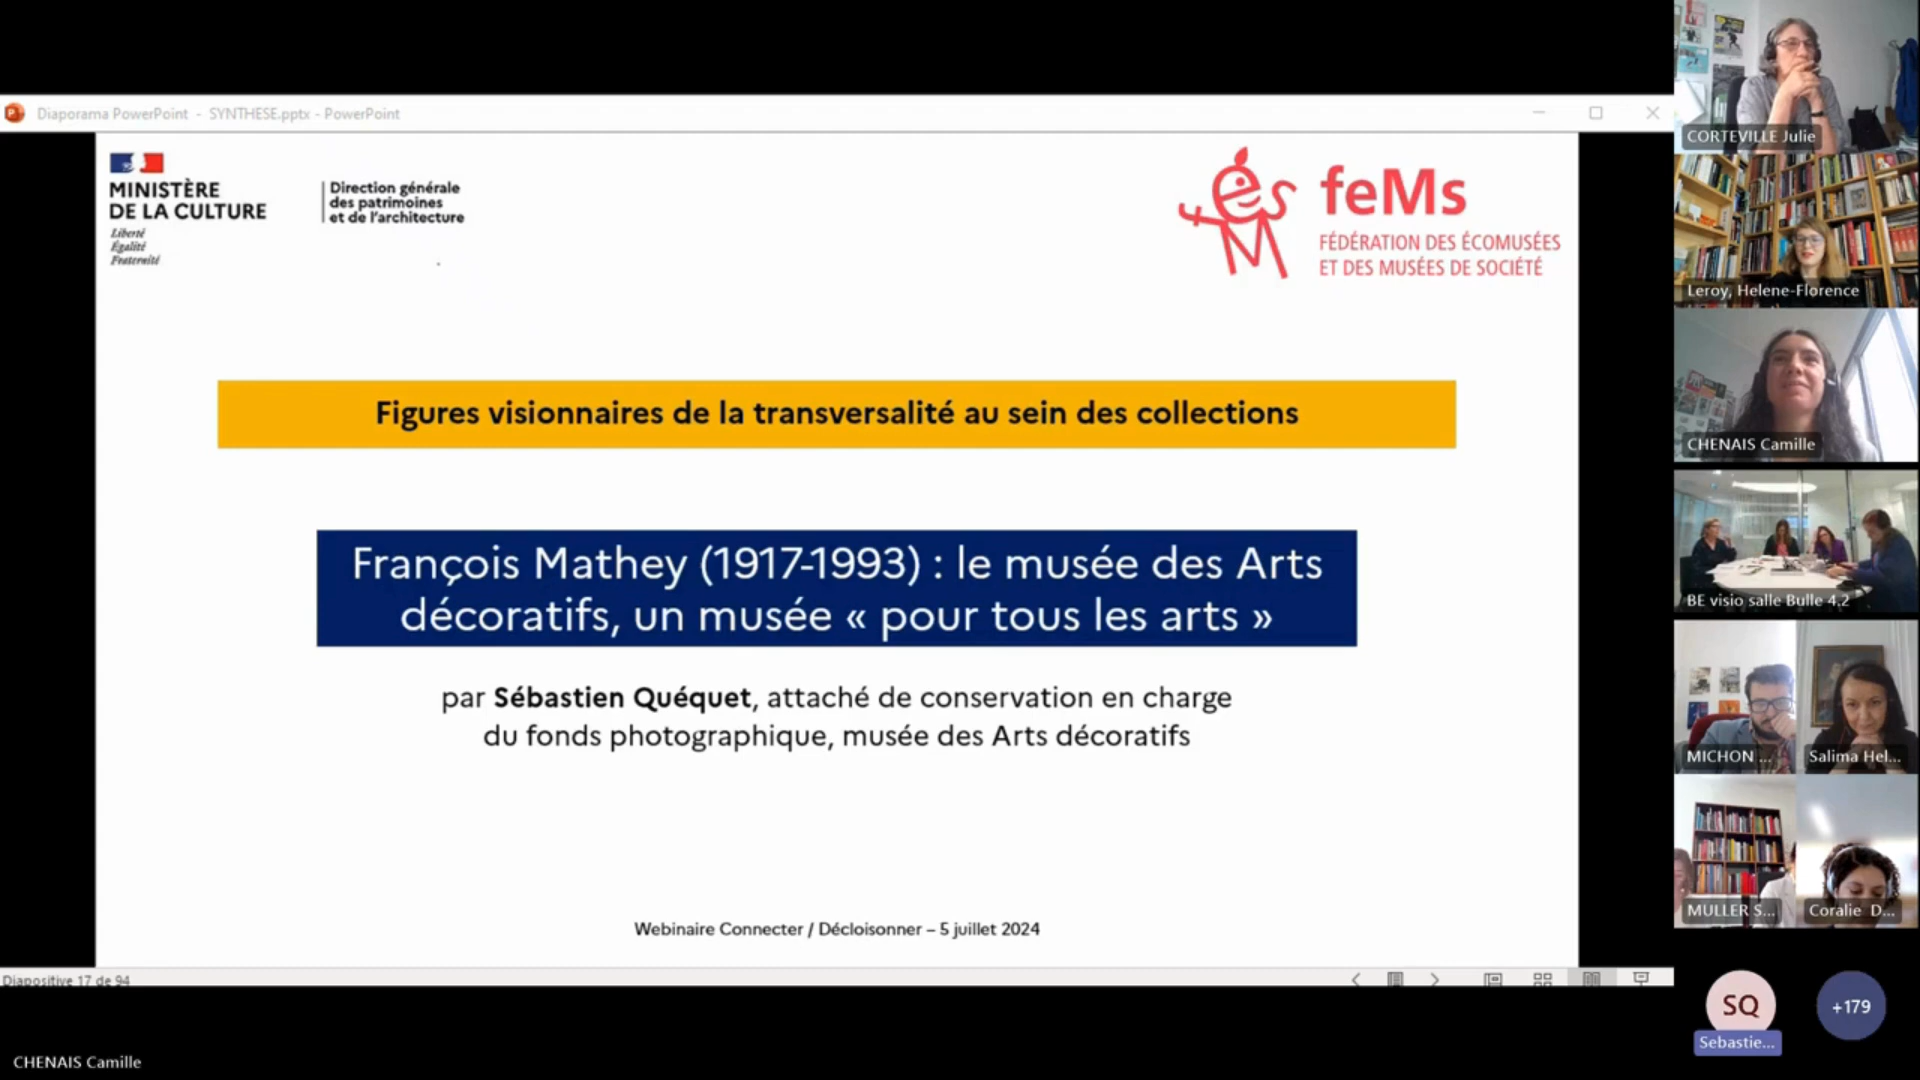 Diaporama PowerPoint - SYNTHESE.pptx - PowerPoint
MINISTÈRE
DE LA CULTURE
Liberté
Égalité
Fraternité
Direction générale
des patrimoines
et de l'architecture
feMs
FÉDÉRATION DES ÉCOMUSÉES
ET DES MUSÉES DE SOCIÉTÉ
Figures visionnaires de la transversalité au sein des collections
François Mathey (1917-1993) : le musée des Arts
décoratifs, un musée « pour tous les arts »
par Sébastien Quéquet, attaché de conservation en charge
du fonds photographique, musée des Arts décoratifs
Webinaire Connecter / Décloisonner – 5 juillet 2024
Diapositive 17 de 94
CHENAIS Camille
CORTEVILLE Julie
Leroy, Helene-Florence
CHENAIS Camille
BE visio salle Bulle 4.2
MICHON ...
Salima Hel...
MULLER S...
Coralie D...
SQ
Sebastie...
+179